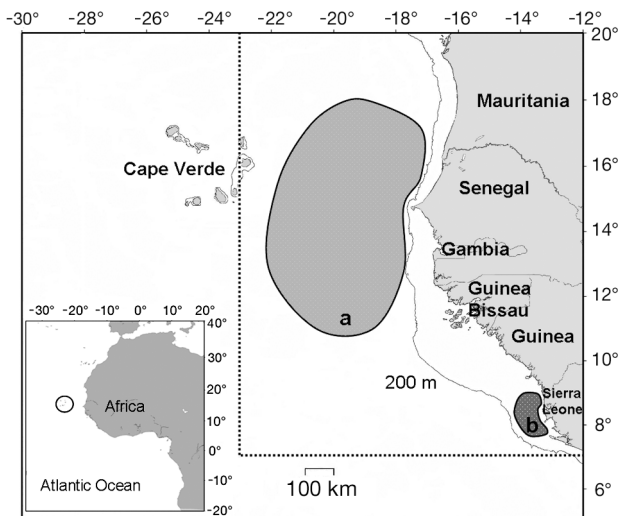 -30° -28° -26° -24° -22° -20° -18° -16° -14° -12°
20°
Mauritania
18°
Cape Verde
16°
Senegal
14°
Gambia
Guinea
Bissau
12°
a
Guinea
10°
200 m
Sierra
Leone
b
8°
6°
100 km
-30° -20° -10° 0° 10° 20°
40°
30°
20°
Africa
10°
0°
-10°
Atlantic Ocean
-20°